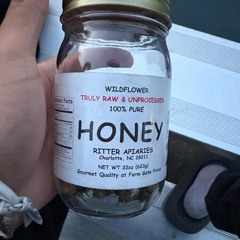 WILDFLOWER
TRULY RAW & UNPROCESSED
100% PURE
HONEY
RITTER APIARIES
Charlotte, NC 28211
NET WT 22oz (623g)
Gourmet Quality at Farm Gate Prices